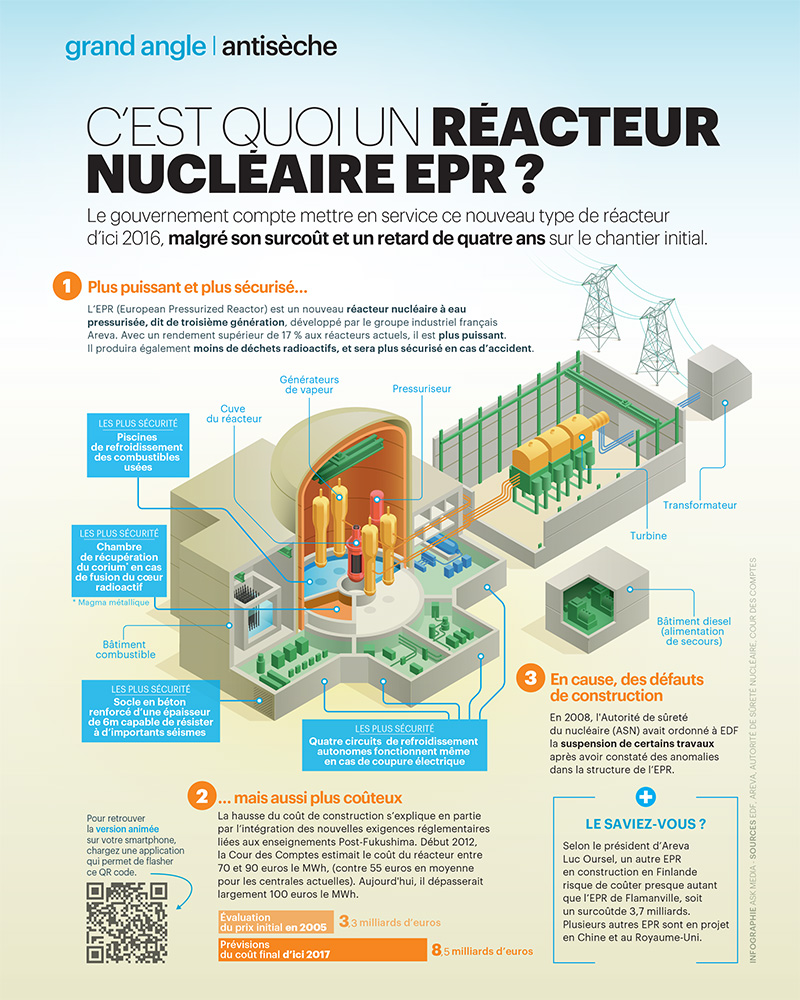 grand angle | antisèche
C'EST QUOI UN RÉACTEUR
NUCLÉAIRE EPR ?
Le gouvernement compte mettre en service ce nouveau type de réacteur
d'ici 2016, malgré son surcoût et un retard de quatre ans sur le chantier initial.
1 Plus puissant et plus sécurisé...
L'EPR (European Pressurized Reactor) est un nouveau réacteur nucléaire à eau
pressurisée, dit de troisième génération, développé par le groupe industriel français
Areva. Avec un rendement supérieur de 17 % aux réacteurs actuels, il est plus puissant.
Il produira également moins de déchets radioactifs, et sera plus sécurisé en cas d'accident.
Générateurs
de vapeur
Pressuriseur
Cuve
du réacteur
LES PLUS SÉCURITÉ
Piscines
de refroidissement
des combustibles
usées
LES PLUS SÉCURITÉ
Chambre
de récupération
du corium* en cas
de fusion du cœur
radioactif
* Magma métallique
Bâtiment
combustible
LES PLUS SÉCURITÉ
Socle en béton
renforcé d'une épaisseur
de 6m capable de résister
à d'importants séismes
LES PLUS SÉCURITÉ
Quatre circuits de refroidissement
autonomes fonctionnent même
en cas de coupure électrique
Transformateur
Turbine
Bâtiment diesel
(alimentation
de secours)
3 En cause, des défauts
de construction
En 2008, l'Autorité de sûreté
du nucléaire (ASN) avait ordonné à EDF
la suspension de certains travaux
après avoir constaté des anomalies
dans la structure de l'EPR.
2 ... mais aussi plus coûteux
La hausse du coût de construction s'explique en partie
par l'intégration des nouvelles exigences réglementaires
liées aux enseignements Post-Fukushima. Début 2012,
la Cour des Comptes estimait le coût du réacteur entre
70 et 90 euros le MWh, (contre 55 euros en moyenne
pour les centrales actuelles). Aujourd'hui, il dépasserait
largement 100 euros le MWh.
Évaluation
du prix initial en 2005
3,3 milliards d'euros
Prévisions
du coût final d'ici 2017
8,5 milliards d'euros
Pour retrouver
la version animée
sur votre smartphone,
chargez une application
qui permet de flasher
ce QR code.
+
LE SAVIEZ-VOUS ?
Selon le président d'Areva
Luc Oursel, un autre EPR
en construction en Finlande
risque de coûter presque autant
que l'EPR de Flamanville, soit
un surcoûtde 3,7 milliards.
Plusieurs autres EPR sont en projet
en Chine et au Royaume-Uni.
INFOGRAPHIE ASK MEDIA - SOURCES EDF, AREVA, AUTORITÉ DE SÛRETÉ NUCLÉAIRE, COUR DES COMPTES